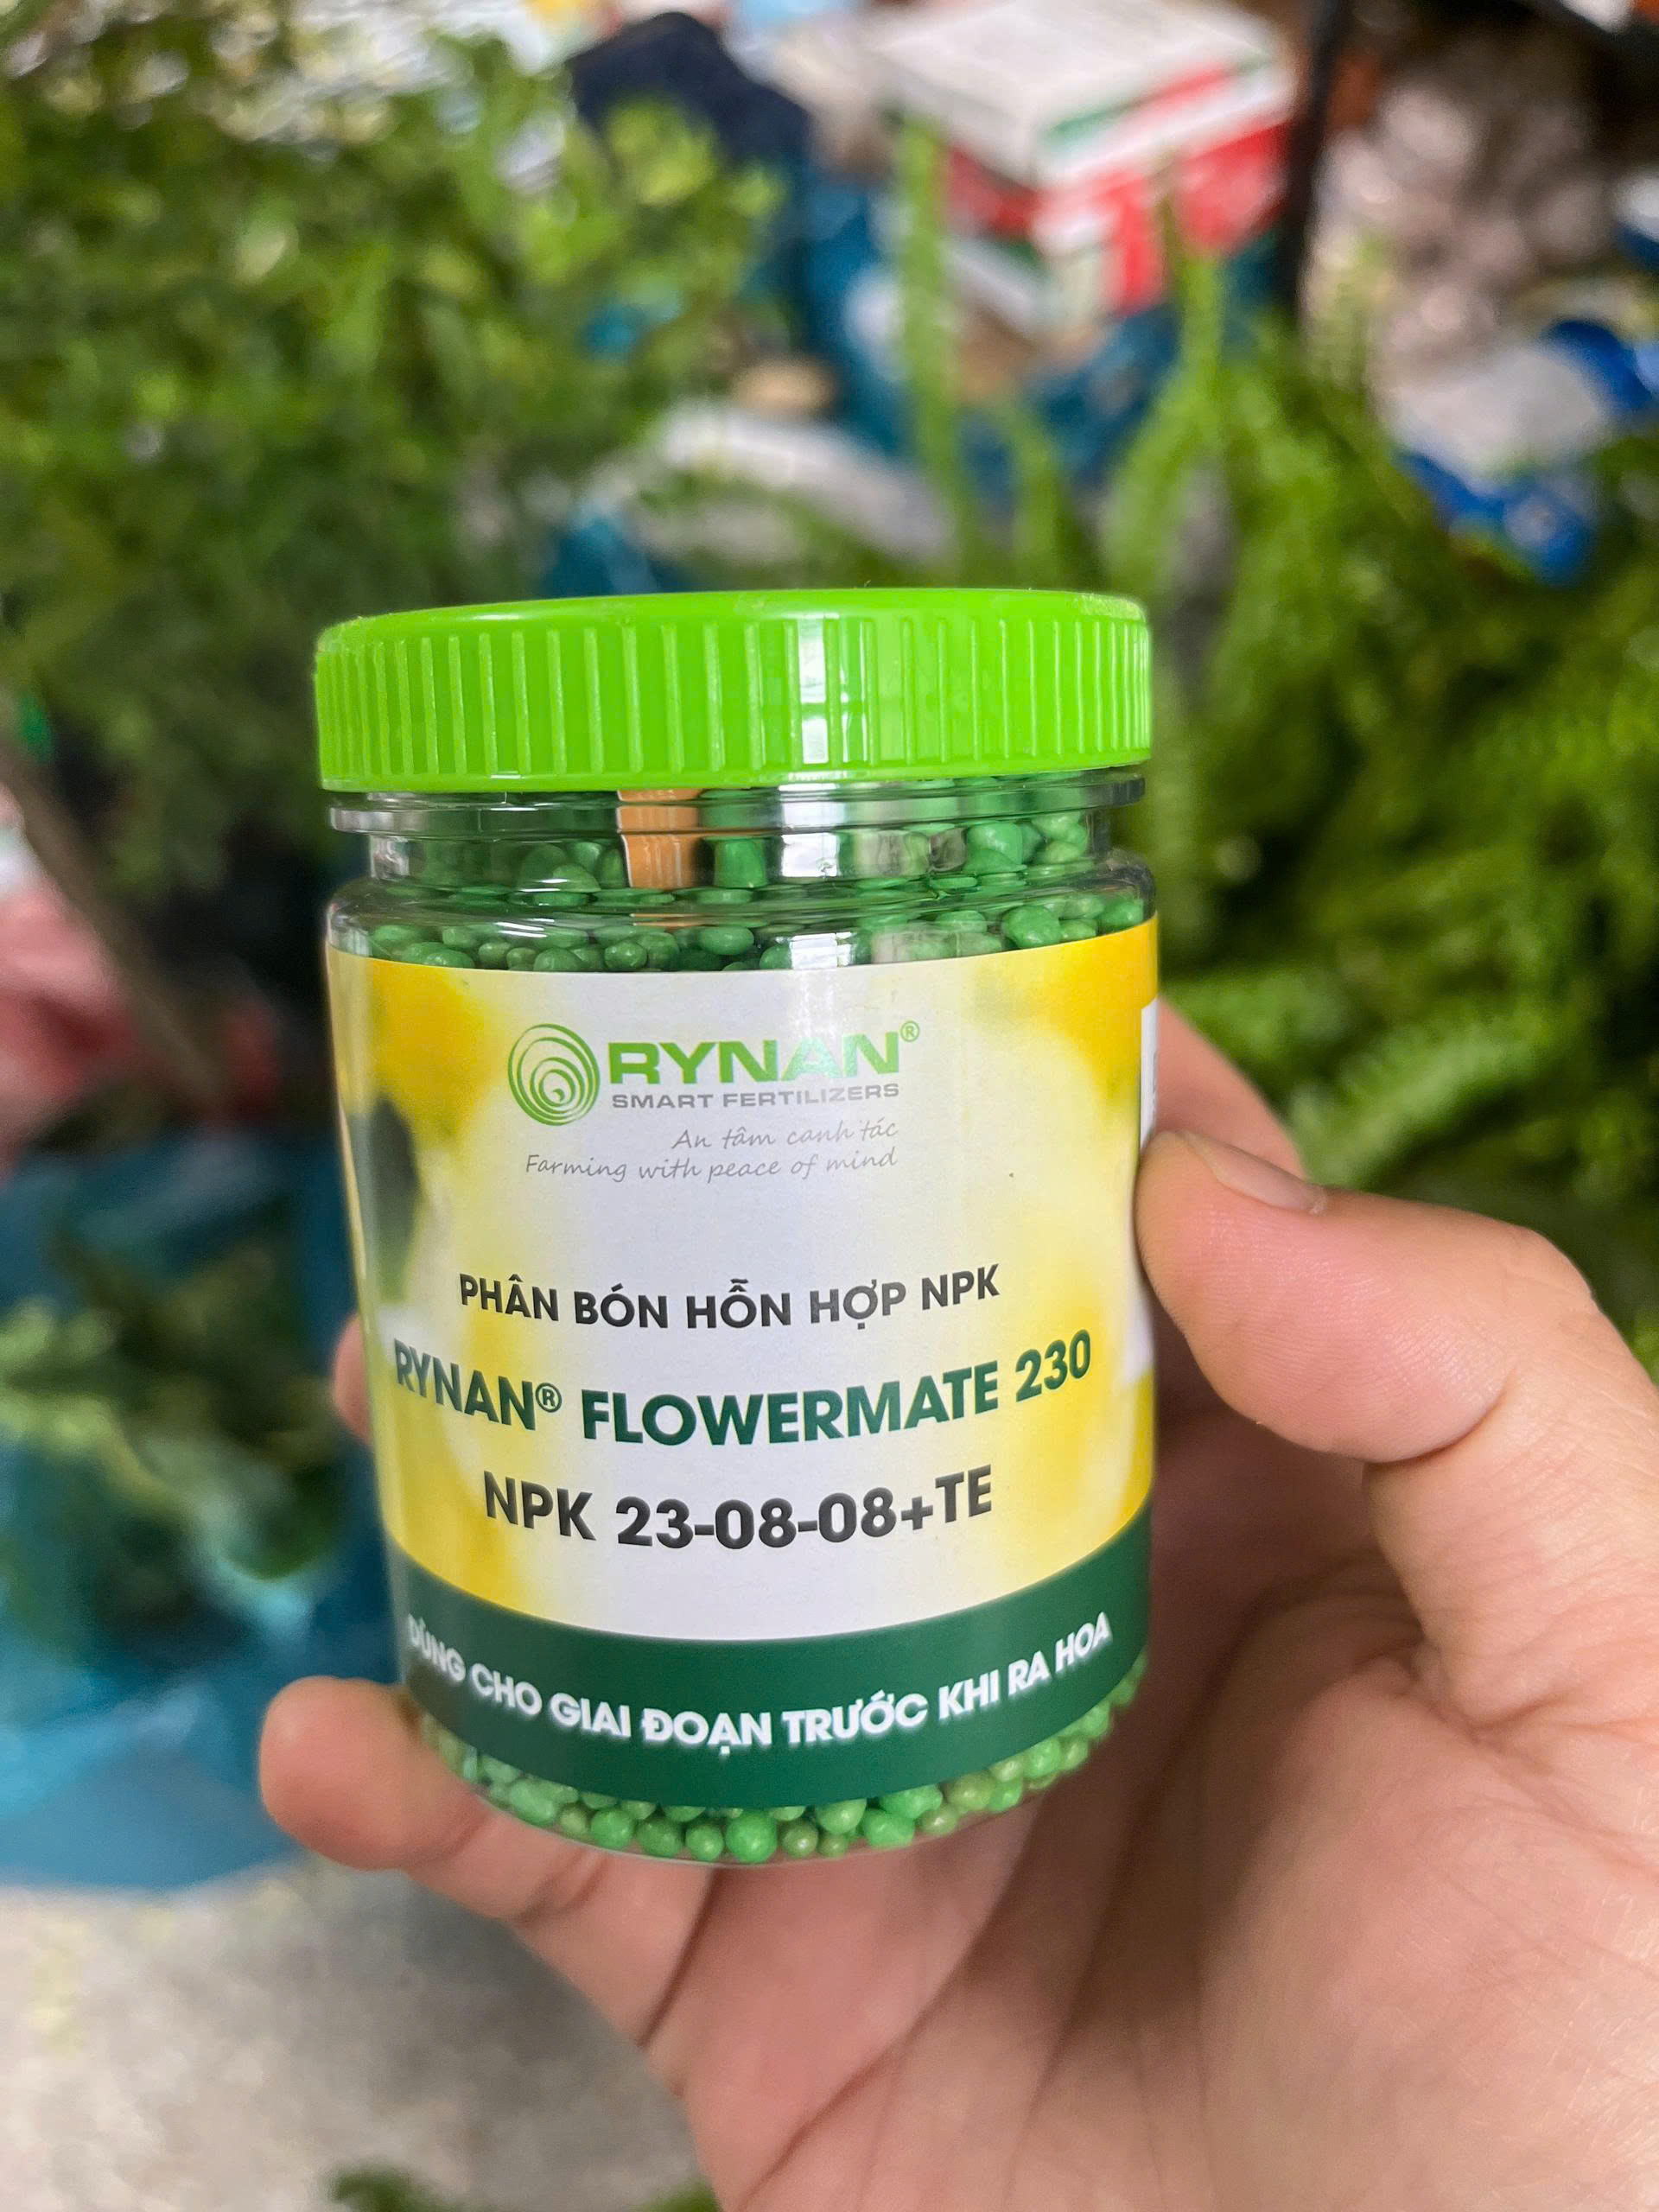 RYNAN®
SMART FERTILIZERS
An tâm canh tác
Farming with peace of mind
PHÂN BÓN HỖN HỢP NPK
RYNAN® FLOWERMATE 230
NPK 23-08-08+TE
DÙNG CHO GIAI ĐOẠN TRƯỚC KHI RA HOA